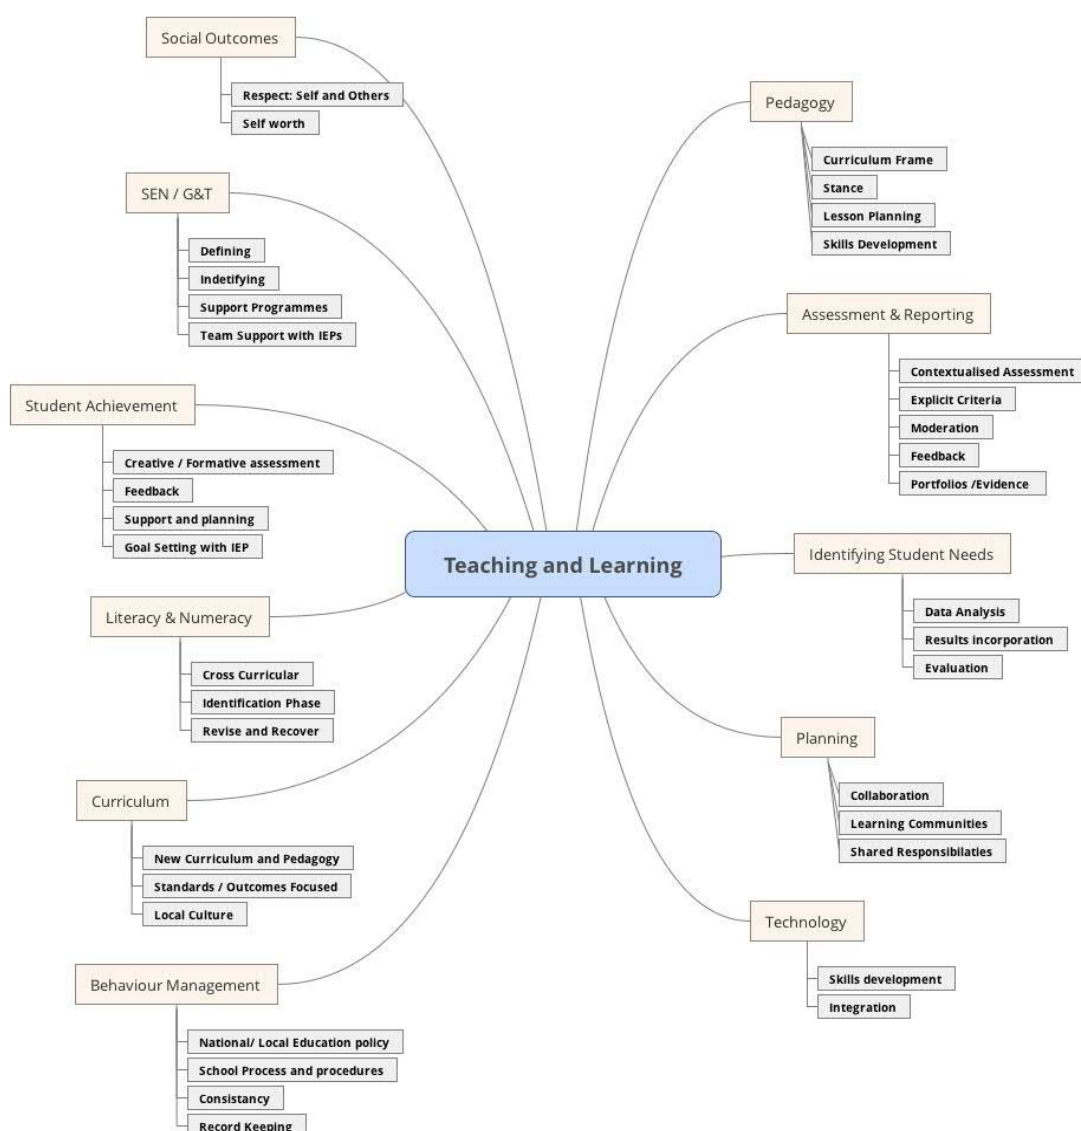 Social Outcomes
Respect: Self and Others
Self worth
SEN / G&T
Defining
Indetifying
Support Programmes
Team Support with IEPs
Student Achievement
Creative / Formative assessment
Feedback
Support and planning
Goal Setting with IEP
Literacy & Numeracy
Cross Curricular
Identification Phase
Revise and Recover
Curriculum
New Curriculum and Pedagogy
Standards / Outcomes Focused
Local Culture
Behaviour Management
National/ Local Education policy
School Process and procedures
Consistancy
Record Keeping
Teaching and Learning
Pedagogy
Curriculum Frame
Stance
Lesson Planning
Skills Development
Assessment & Reporting
Contextualised Assessment
Explicit Criteria
Moderation
Feedback
Portfolios /Evidence
Identifying Student Needs
Data Analysis
Results incorporation
Evaluation
Planning
Collaboration
Learning Communities
Shared Responsibilaties
Technology
Skills development
Integration